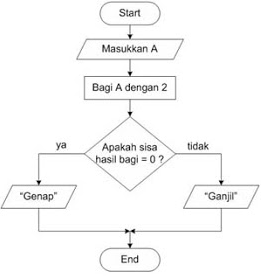 Start
Masukkan A
Bagi A dengan 2
Apakah sisa
hasil bagi = 0 ?
ya
tidak
“Genap”
“Ganjil”
End